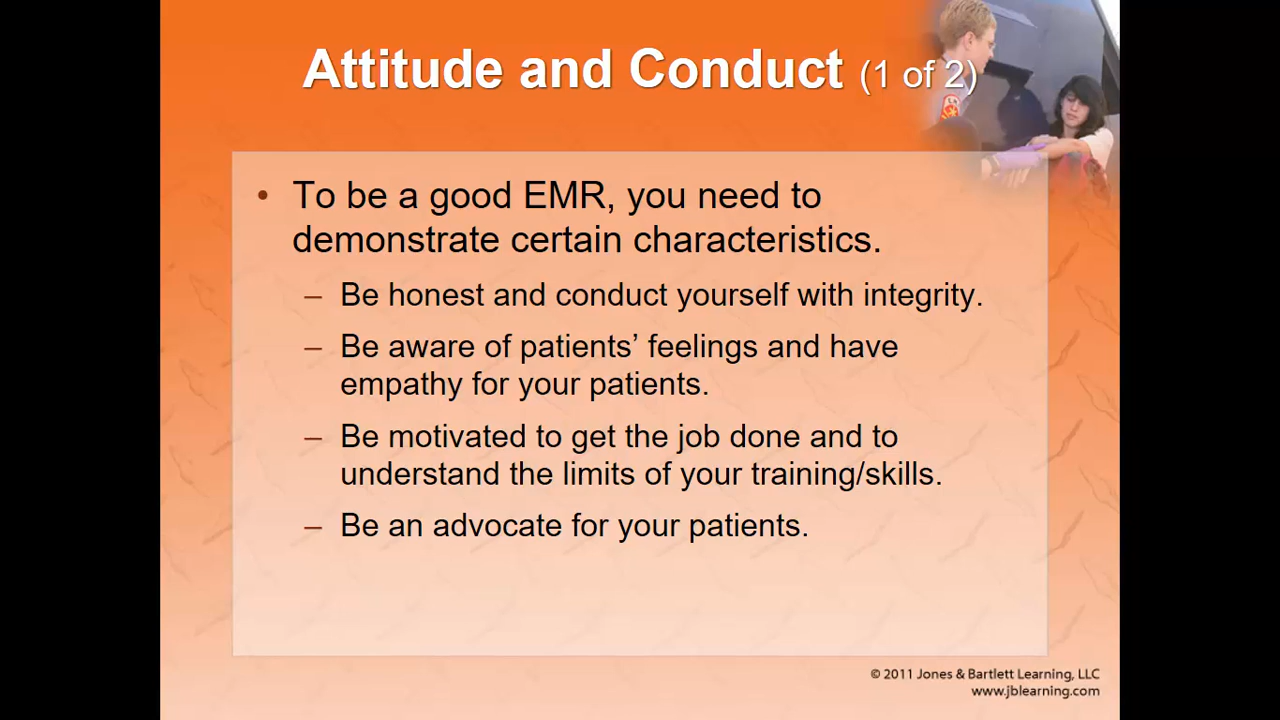 Attitude and Conduct (1 of 2)
• To be a good EMR, you need to
demonstrate certain characteristics.
– Be honest and conduct yourself with integrity.
– Be aware of patients’ feelings and have
empathy for your patients.
– Be motivated to get the job done and to
understand the limits of your training/skills.
– Be an advocate for your patients.
© 2011 Jones & Bartlett Learning, LLC
www.jblearning.com